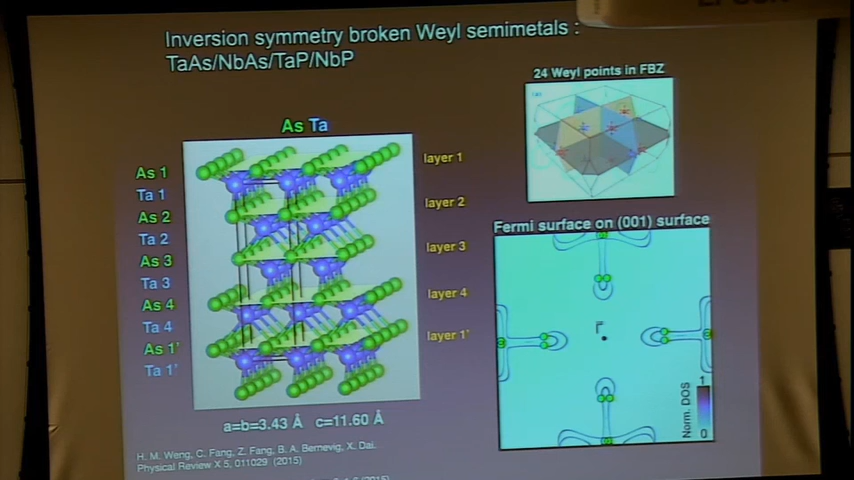 Inversion symmetry broken Weyl semimetals :
TaAs/NbAs/TaP/NbP
24 Weyl points in FBZ
As Ta
As 1
Ta 1
As 2
Ta 2
As 3
Ta 3
As 4
Ta 4
As 1'
Ta 1'
layer 1
layer 2
layer 3
layer 4
layer 1'
a=b=3.43 Å c=11.60 Å
Fermi surface on (001) surface
Γ̅
Norm. DOS
1
0
H. M. Weng, C. Fang, Z. Fang, B. A. Bernevig, X. Dai.
Physical Review X 5, 011029 (2015)